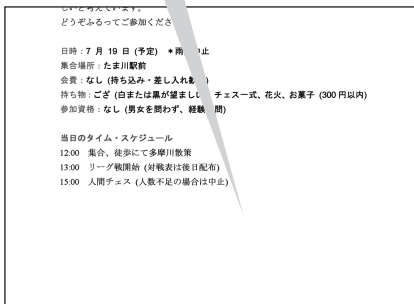 しいと考えています。
どうぞふるってご参加くださ
日時：7 月 19 日 (予定) ＊雨 中止
集合場所：たま川駅前
会費：なし (持ち込み・差し入れ歓
持ち物：ござ (白または黒が望まし チェス一式、花火、お菓子 (300 円以内)
参加資格：なし (男女を問わず、経験 問)
当日のタイム・スケジュール
12:00 集合、徒歩にて多摩川散策
13:00 リーグ戦開始 (対戦表は後日配布)
15:00 人間チェス (人数不足の場合は中止)